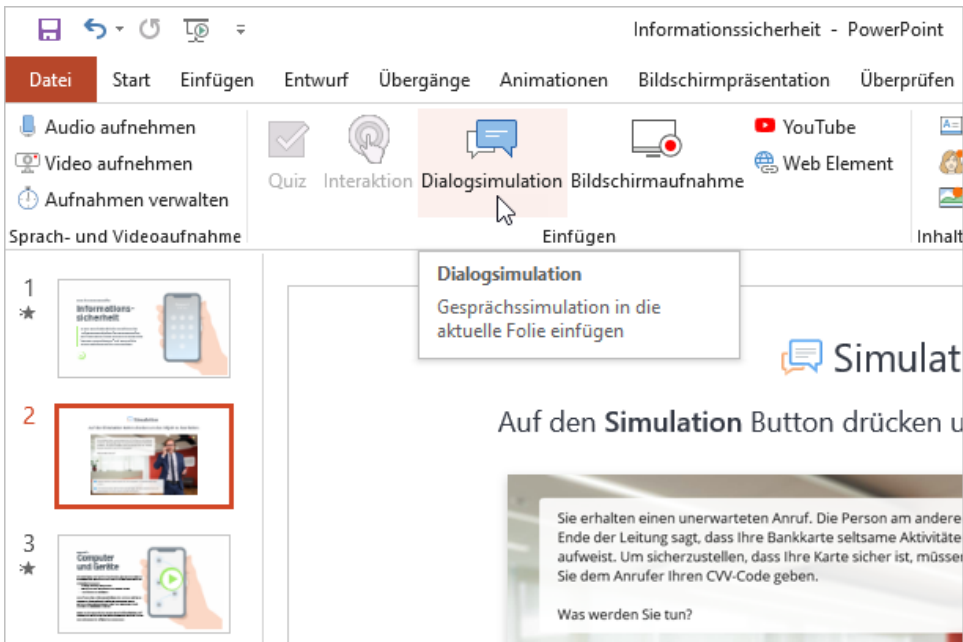 Informationssicherheit - PowerPoint
Datei Start Einfügen Entwurf Übergänge Animationen Bildschirmpräsentation Überprüfen
Audio aufnehmen
Video aufnehmen
Aufnahmen verwalten
Sprach- und Videoaufnahme
Quiz Interaktion Dialogsimulation Bildschirmaufnahme
YouTube
Web Element
Einfügen
Inhalt
Dialogsimulation
Gesprächssimulation in die
aktuelle Folie einfügen
1
Informations-
sicherheit
2
Simulation
3
Computer
und Geräte
Simulat
Auf den Simulation Button drücken u
Sie erhalten einen unerwarteten Anruf. Die Person am andere
Ende der Leitung sagt, dass Ihre Bankkarte seltsame Aktivitäte
aufweist. Um sicherzustellen, dass Ihre Karte sicher ist, müsser
Sie dem Anrufer Ihren CVV-Code geben.
Was werden Sie tun?